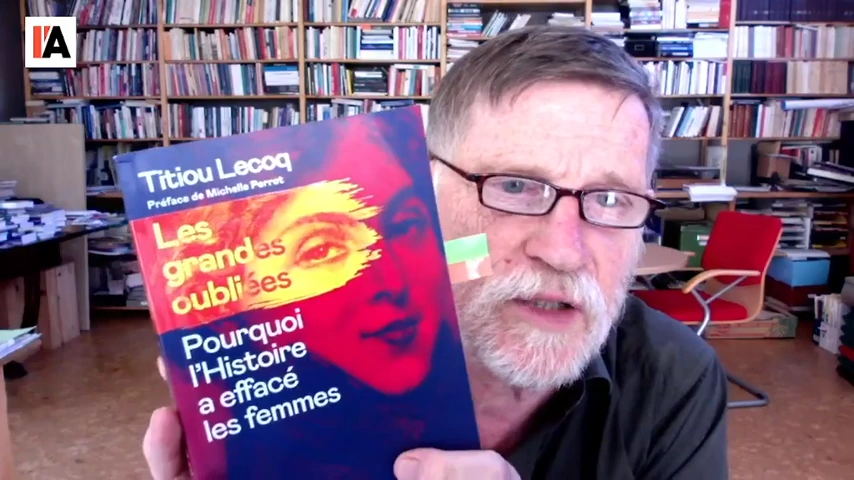 IA
Titiou Lecoq
Préface de Michelle Perrot
Les
grandes
oubliées
Pourquoi
l'Histoire
a effacé
les femmes